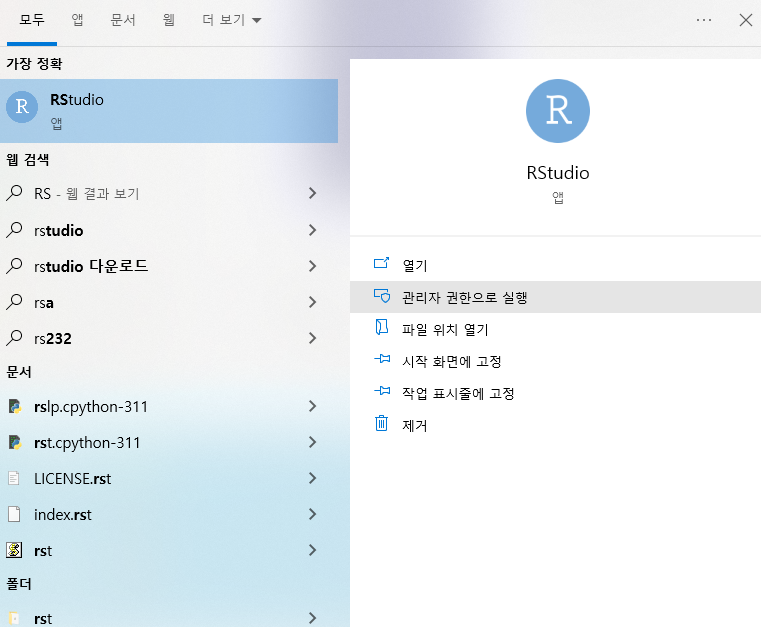 모두 앱 문서 웹 더 보기
가장 정확
RStudio
앱
웹 검색
RS - 웹 결과 보기
rstudio
rstudio 다운로드
rsa
rs232
문서
rslp.cpython-311
rst.cpython-311
LICENSE.rst
index.rst
rst
폴더
rst
R
RStudio
앱
열기
관리자 권한으로 실행
파일 위치 열기
시작 화면에 고정
작업 표시줄에 고정
제거